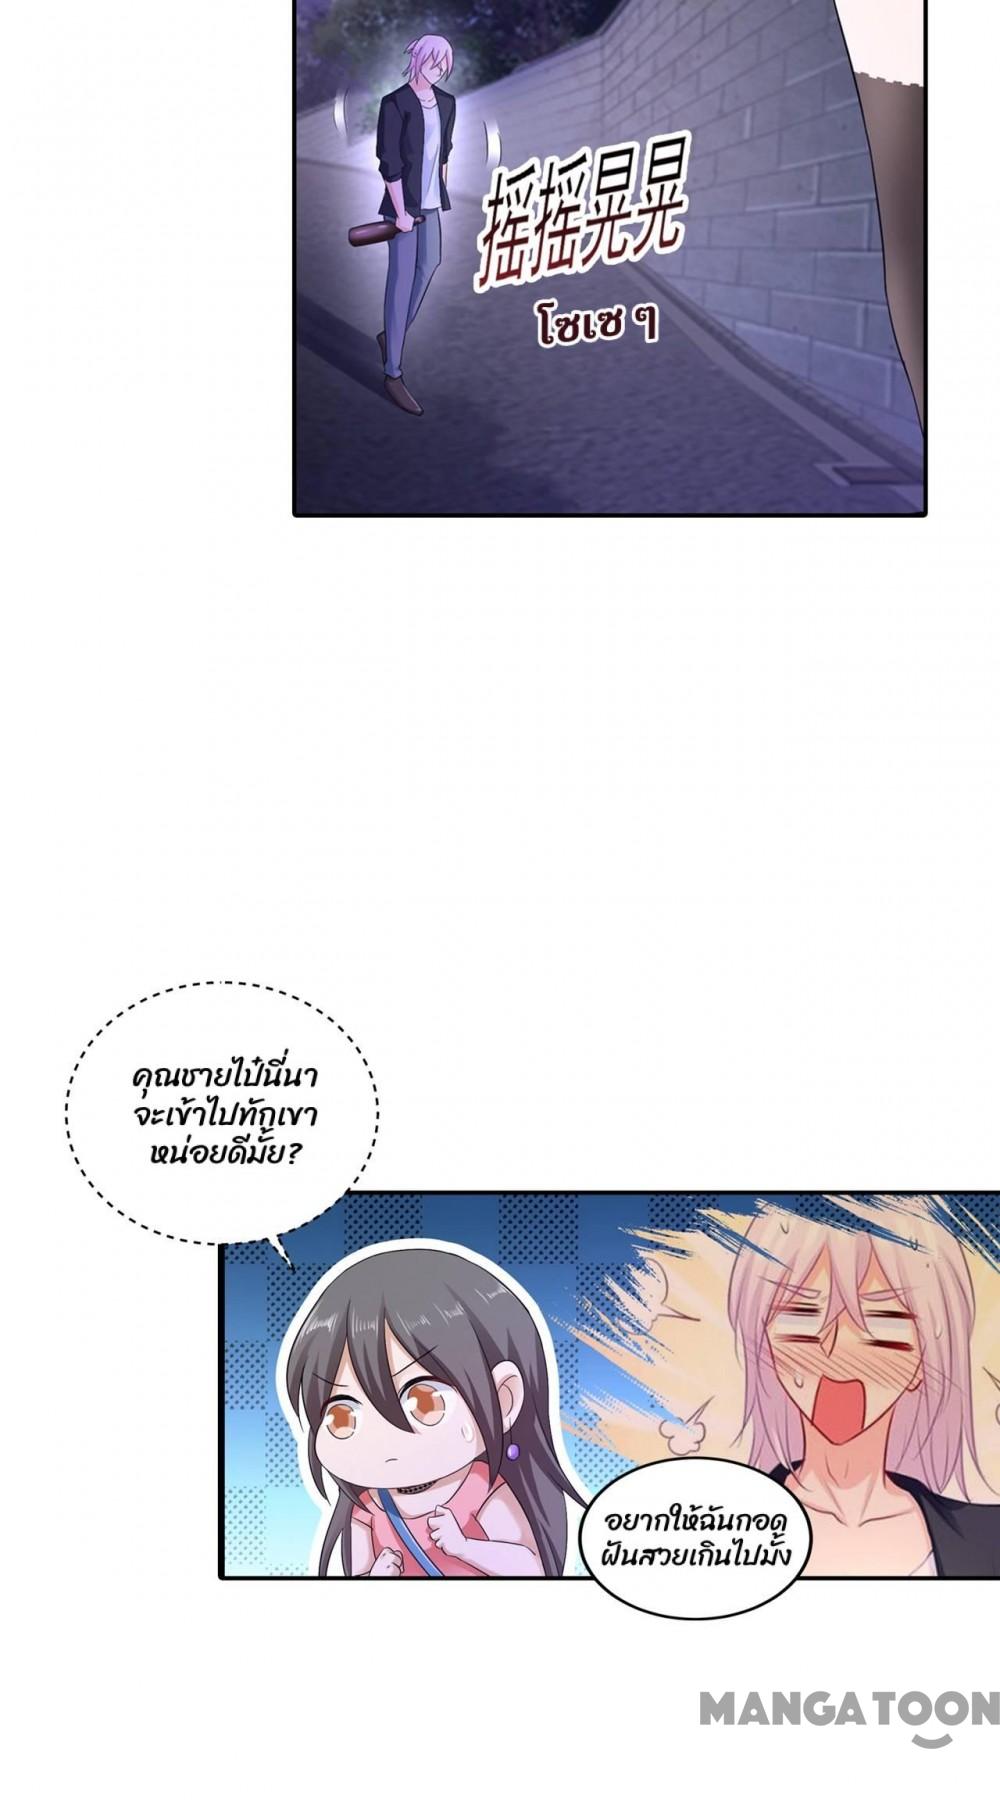 摇摇晃晃
โซเซ ๆ
คุณชายไป๋นี่นา
จะเข้าไปทักเขา
หน่อยดีมั้ย?
อยากให้ฉันกอด
ฝันสวยเกินไปมั้ง
MANGATOON